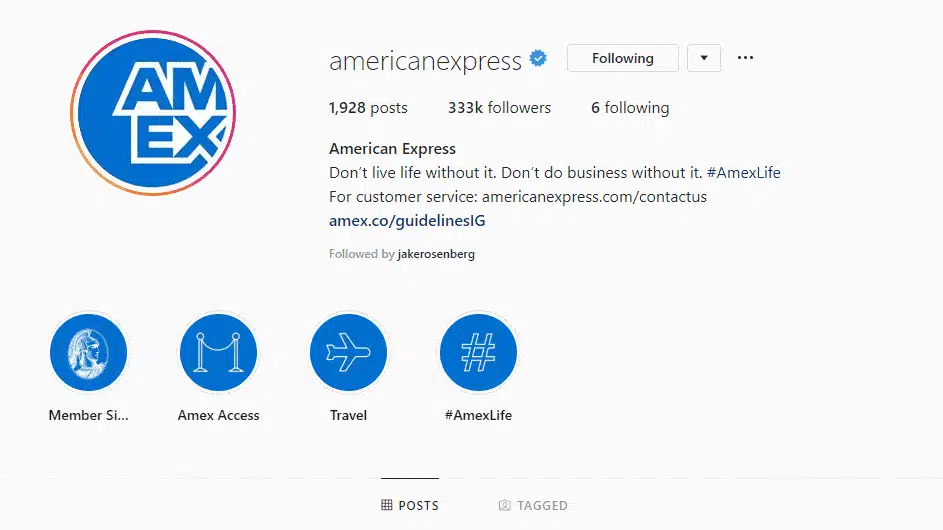 AM
EX
americanexpress Following
1,928 posts 333k followers 6 following
American Express
Don't live life without it. Don't do business without it. #AmexLife
For customer service: americanexpress.com/contactus
amex.co/guidelinesIG
Followed by jakerosenberg
#
Member Si... Amex Access Travel #AmexLife
POSTS TAGGED